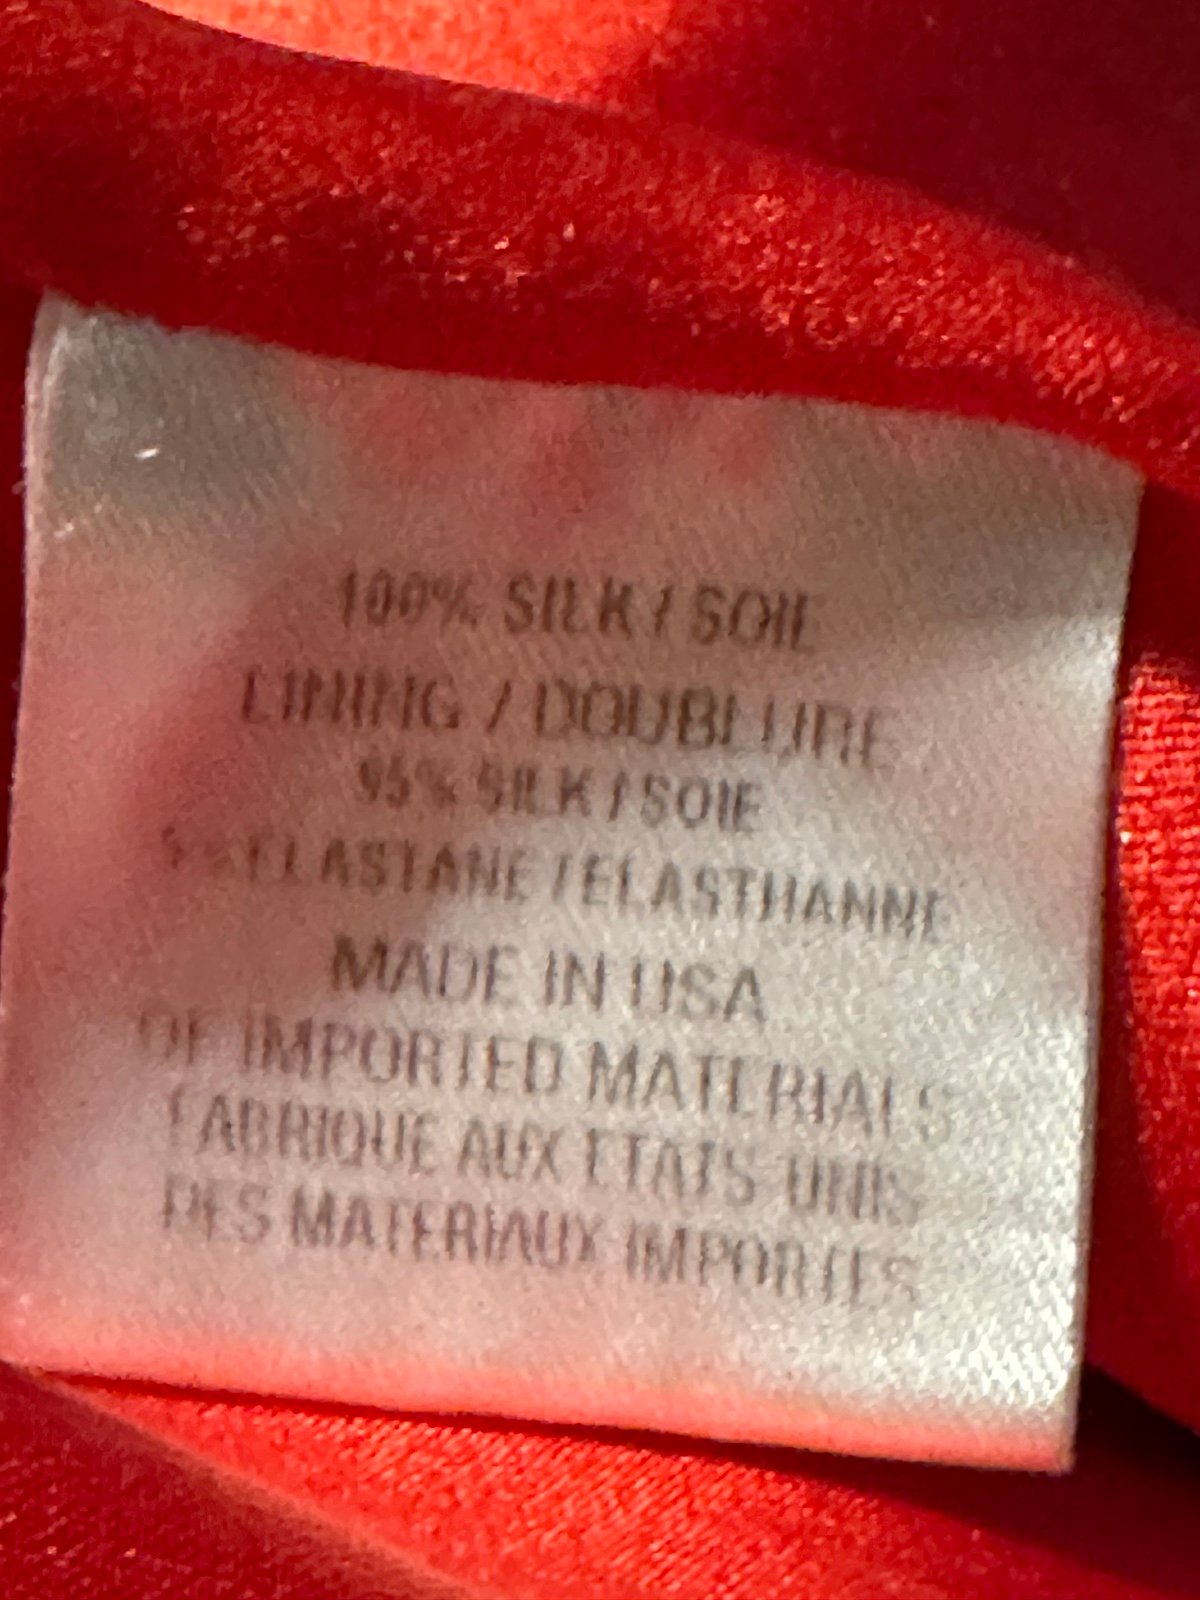 100% SILK / SOIE
LINING / DOUBLURE
95% SILK / SOIE
5% ELASTANE / ELASTHANNE
MADE IN USA
OF IMPORTED MATERIALS
FABRIQUE AUX ETATS-UNIS
DES MATERIAUX IMPORTES